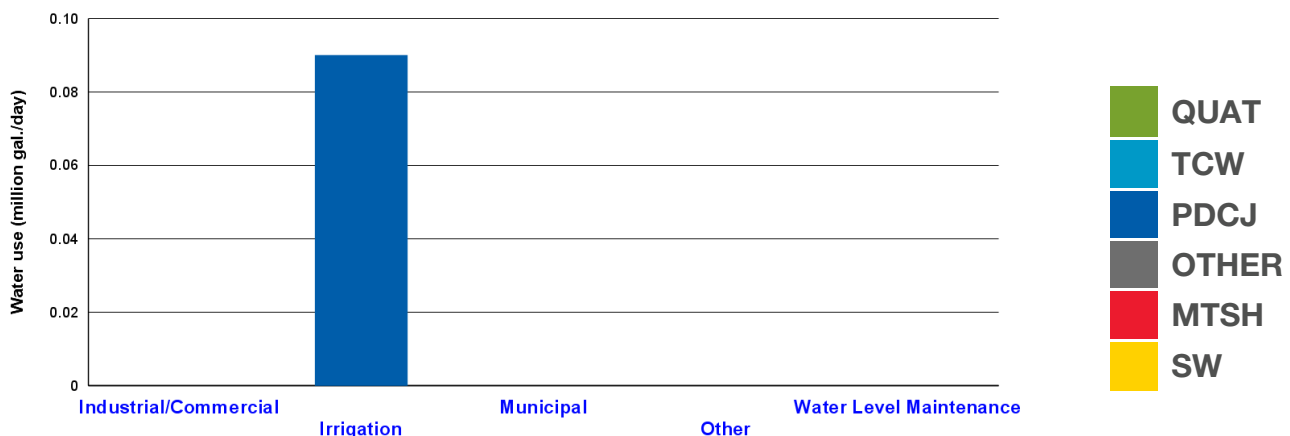 Water use (million gal./day)
0.10
0.08
0.06
0.04
0.02
0
Industrial/Commercial
Irrigation
Municipal
Other
Water Level Maintenance
QUAT
TCW
PDCJ
OTHER
MTSH
SW